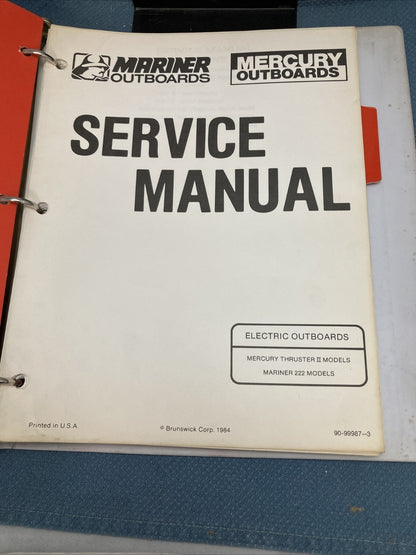 MARINER
OUTBOARDS
MERCURY
OUTBOARDS
SERVICE
MANUAL
ELECTRIC OUTBOARDS
MERCURY THRUSTER II MODELS
MARINER 222 MODELS
Printed in U.S.A.
© Brunswick Corp. 1984
90-99987-3